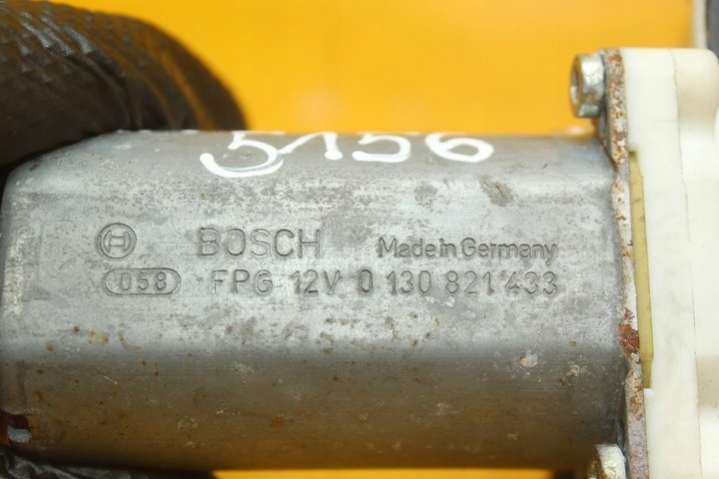 5156
BOSCH Made in Germany
058 FPG 12V 0 130 821 433